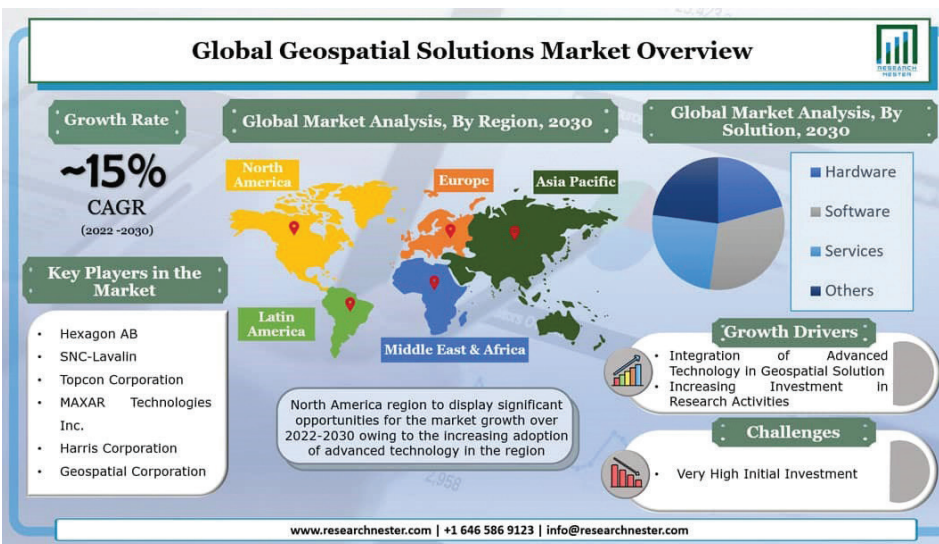 Global Geospatial Solutions Market Overview
RESEARCH
NESTER
Growth Rate
~15%
CAGR
(2022 -2030)
Key Players in the
Market
• Hexagon AB
• SNC-Lavalin
• Topcon Corporation
• MAXAR Technologies
Inc.
• Harris Corporation
• Geospatial Corporation
Global Market Analysis, By Region, 2030
North
America
Europe
Asia Pacific
Latin
America
Middle East & Africa
North America region to display significant
opportunities for the market growth over
2022-2030 owing to the increasing adoption
of advanced technology in the region
Global Market Analysis, By
Solution, 2030
Hardware
Software
Services
Others
Growth Drivers
• Integration of Advanced
Technology in Geospatial Solution
• Increasing Investment in
Research Activities
Challenges
• Very High Initial Investment
2,958
www.researchnester.com | +1 646 586 9123 | info@researchnester.com